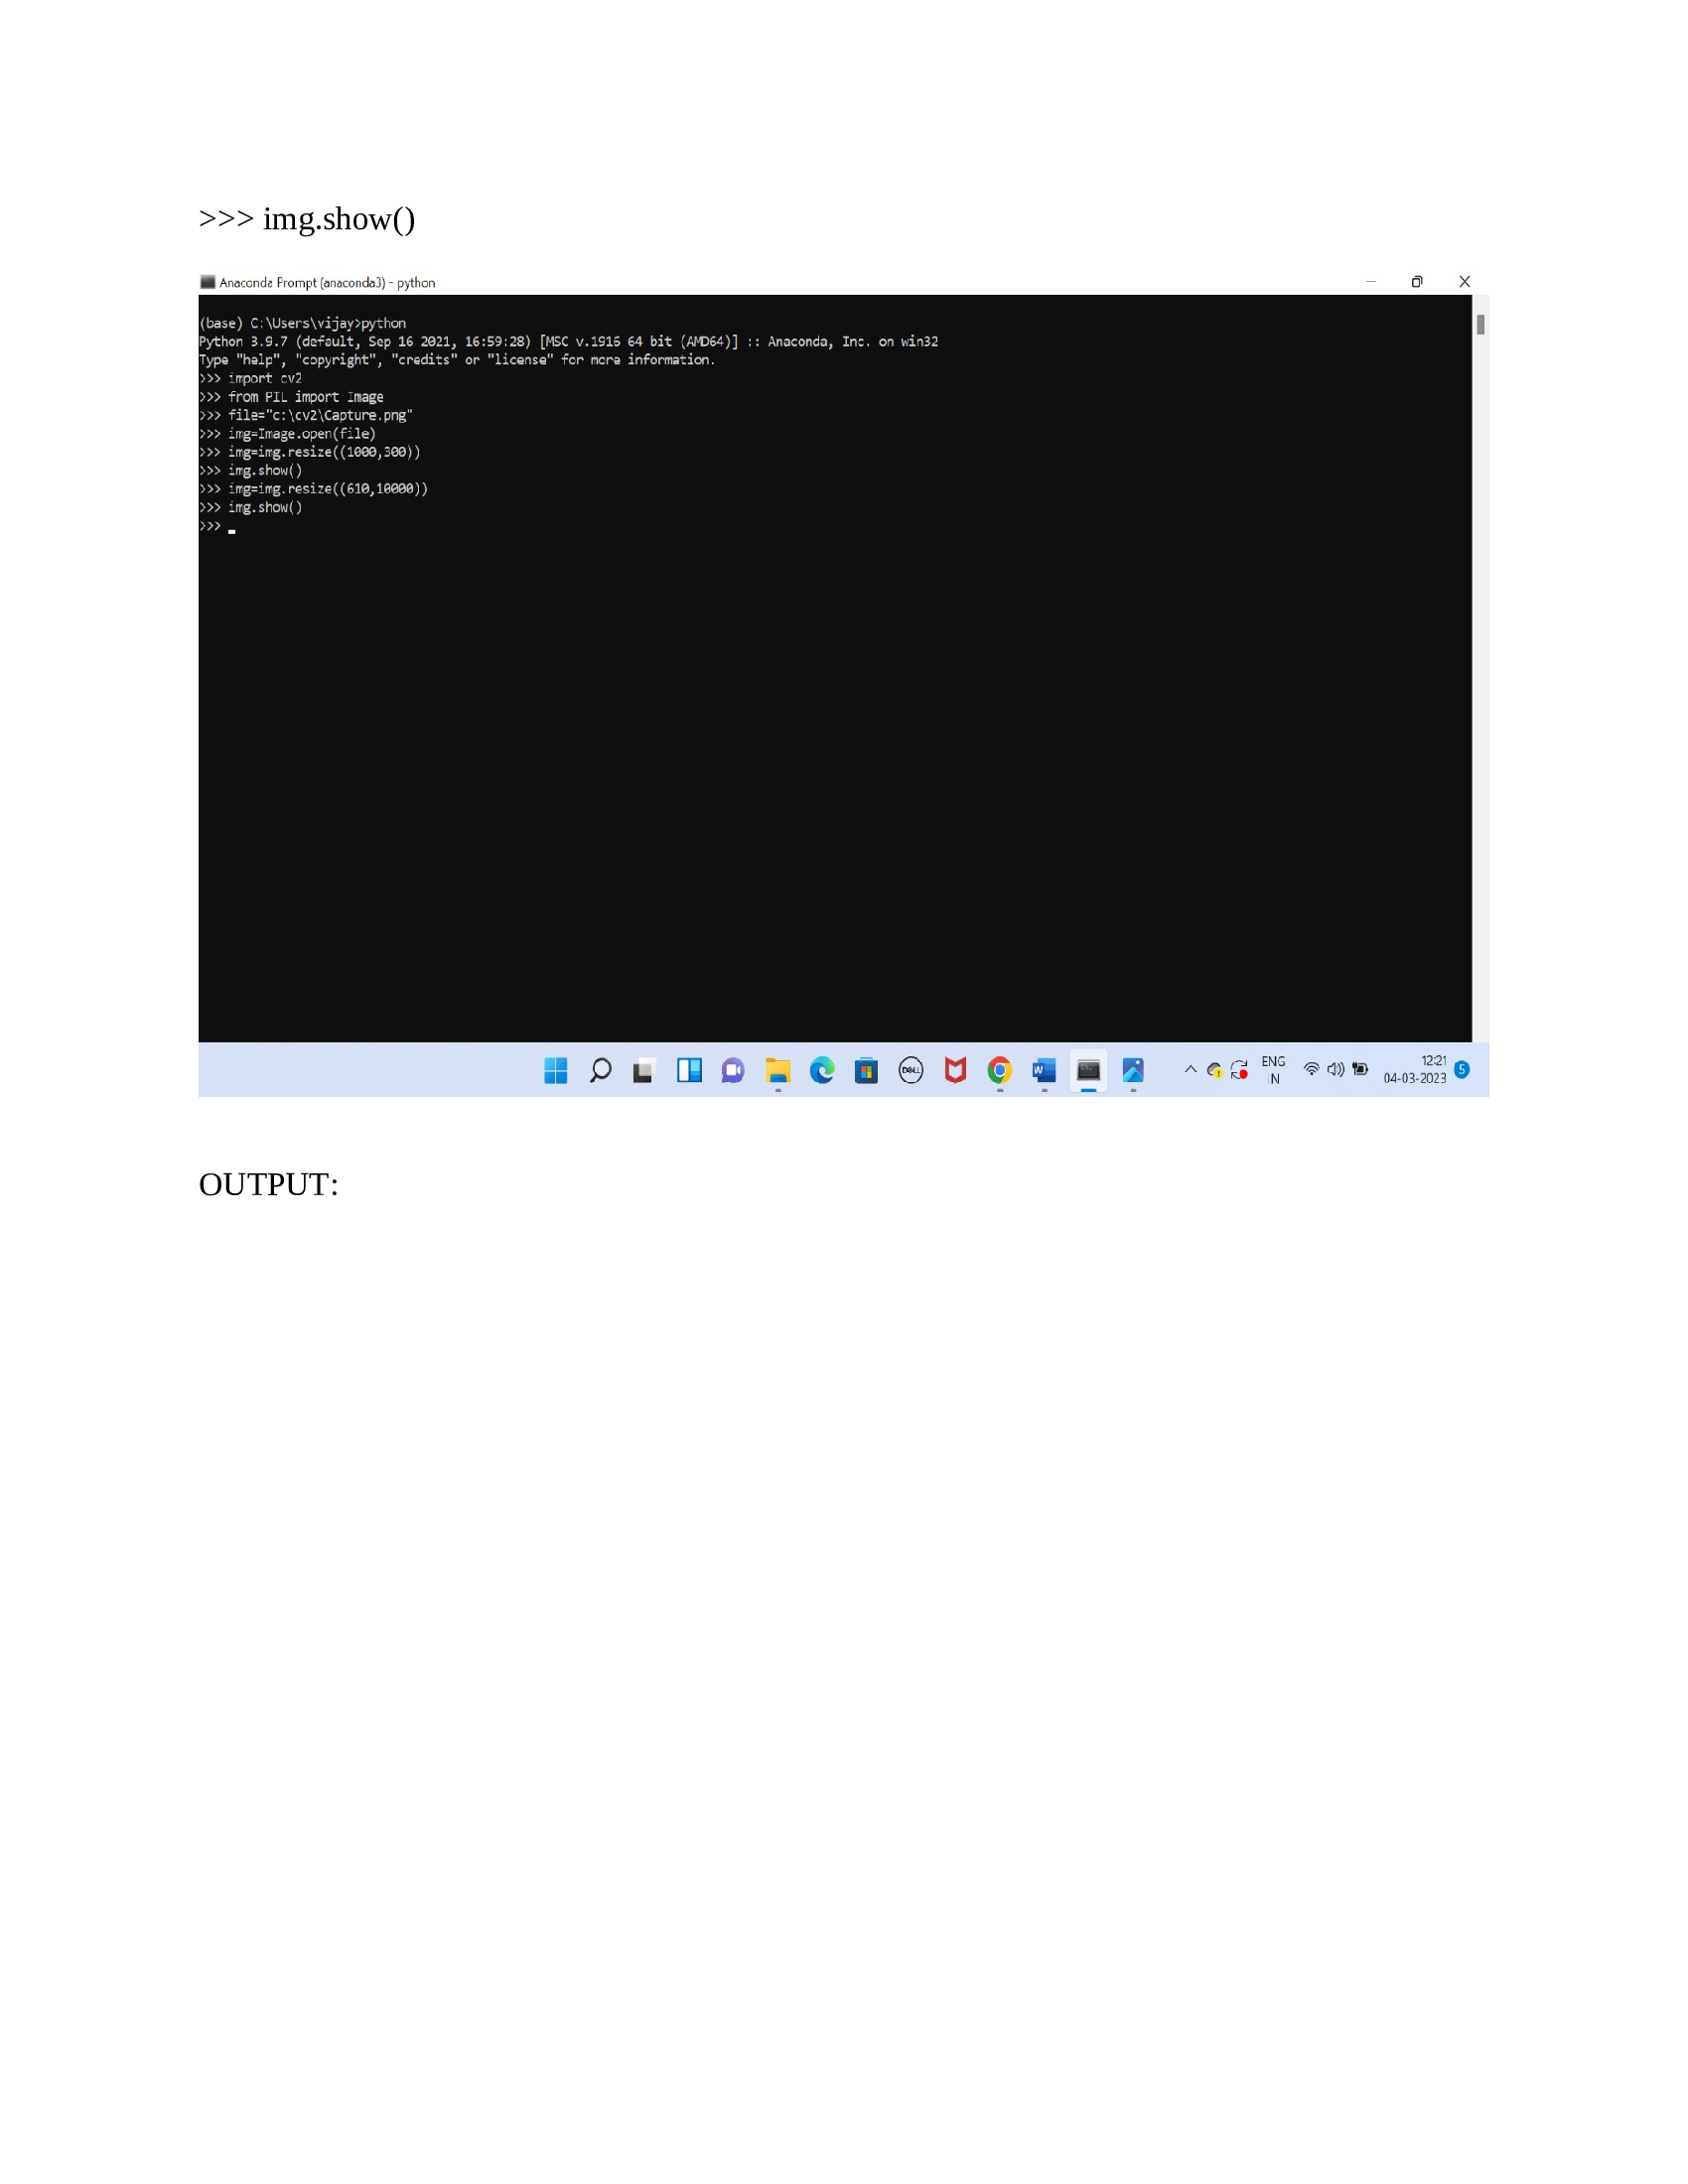 >>> img.show()
Anaconda Prompt (anaconda3) - python
(base) C:\Users\vijay>python
Python 3.9.7 (default, Sep 16 2021, 16:59:28) [MSC v.1916 64 bit (AMD64)] :: Anaconda, Inc. on win32
Type "help", "copyright", "credits" or "license" for more information.
>>> import cv2
>>> from PIL import Image
>>> file="c:\cv2\Capture.png"
>>> img=Image.open(file)
>>> img=img.resize((1000,300))
>>> img.show()
>>> img=img.resize((610,10000))
>>> img.show()
>>>
DELL
W
ENG
IN
12:21
04-03-2023
5
OUTPUT: